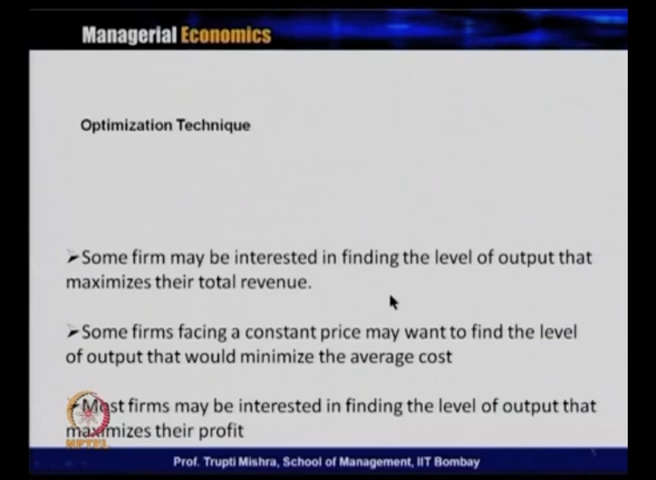 Managerial Economics
Optimization Technique
➢Some firm may be interested in finding the level of output that
maximizes their total revenue.
➢Some firms facing a constant price may want to find the level
of output that would minimize the average cost
➢Most firms may be interested in finding the level of output that
maximizes their profit
NPTEL
Prof. Trupti Mishra, School of Management, IIT Bombay